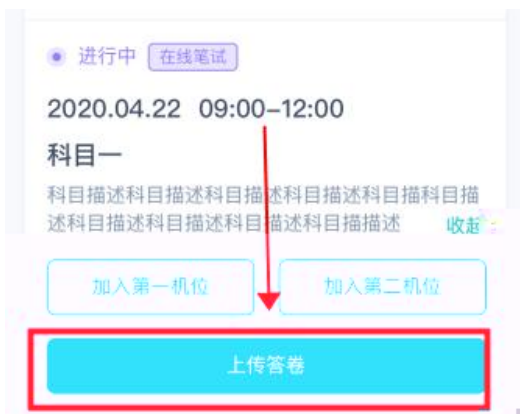 进行中 在线笔试
2020.04.22 09:00-12:00
科目一
科目描述科目描述科目描述科目描述科目描科目描
述科目描述科目描述科目描述科目描描述 收起
加入第一机位 加入第二机位
上传答卷